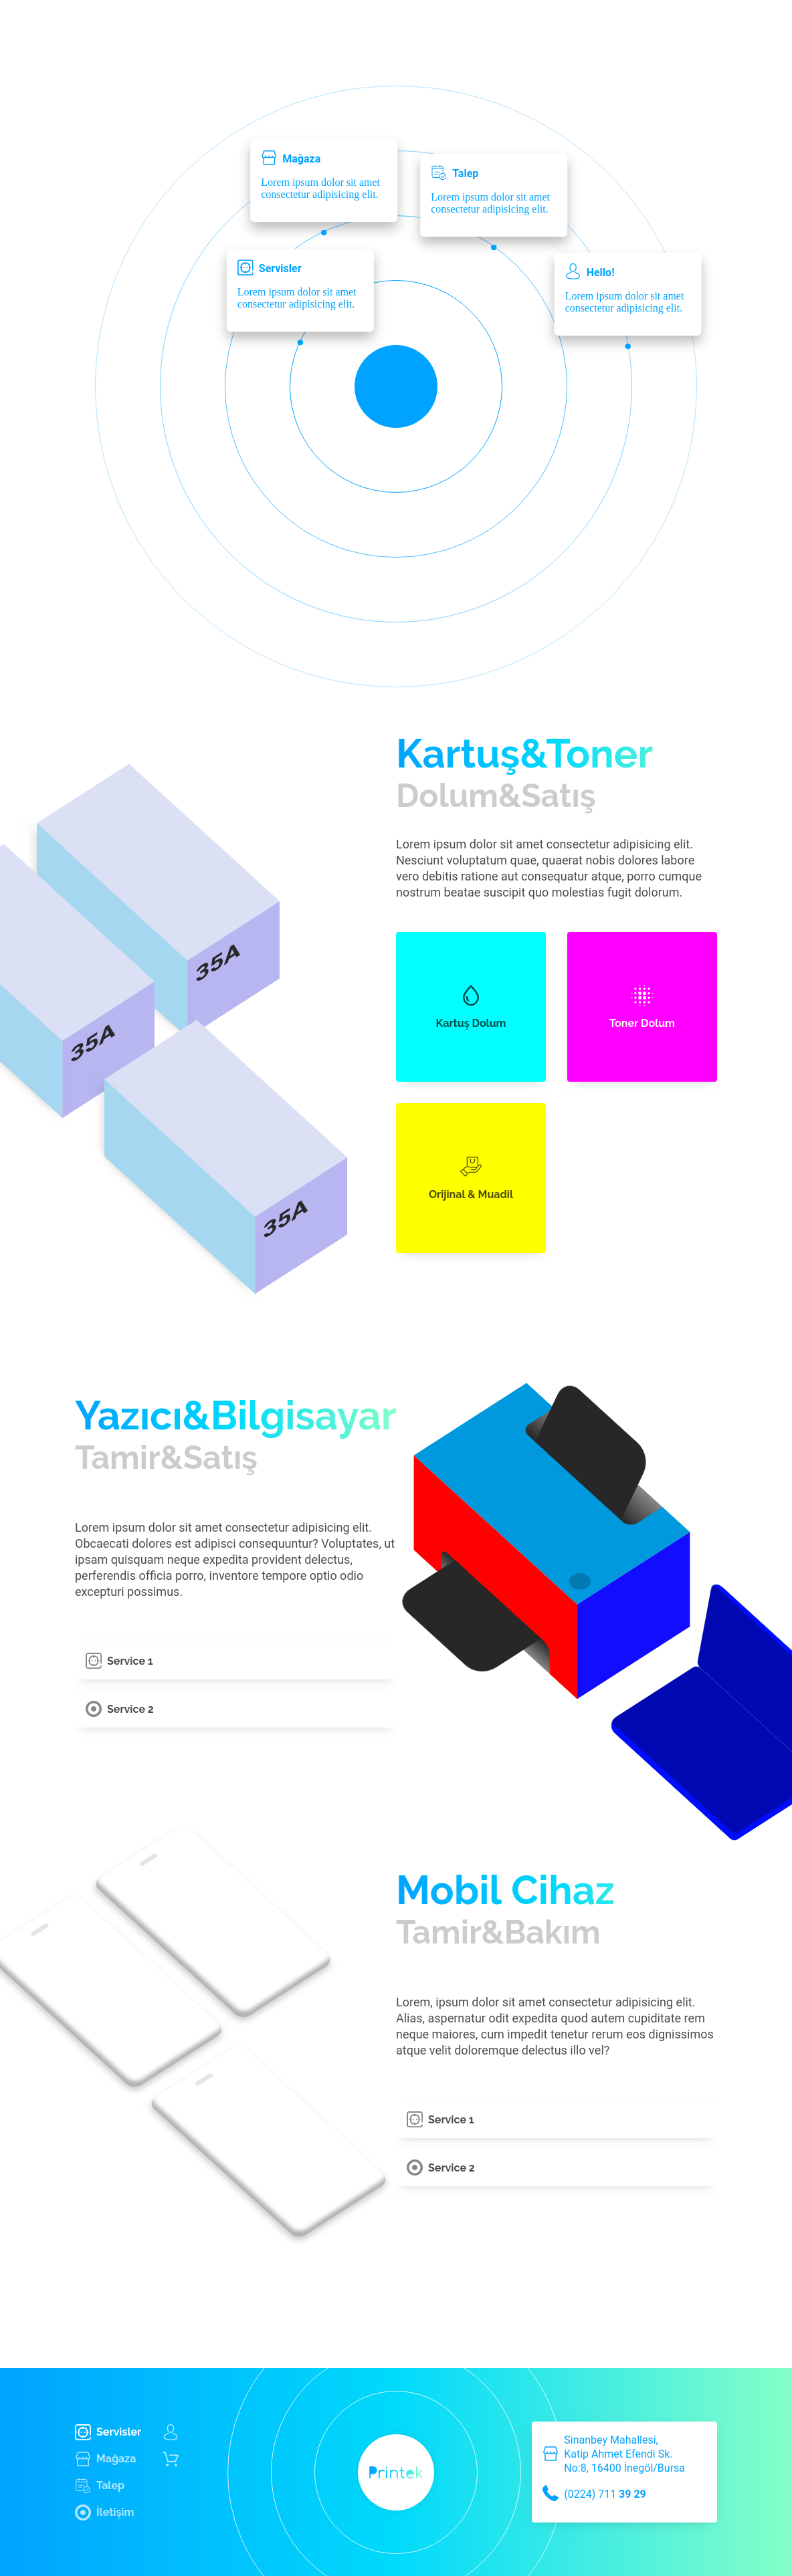 Mağaza
Lorem ipsum dolor sit amet
consectetur adipisicing elit.
Talep
Lorem ipsum dolor sit amet
consectetur adipisicing elit.
Servisler
Lorem ipsum dolor sit amet
consectetur adipisicing elit.
Hello!
Lorem ipsum dolor sit amet
consectetur adipisicing elit.
Kartuş&Toner
Dolum&Satış
Lorem ipsum dolor sit amet consectetur adipisicing elit.
Nesciunt voluptatum quae, quaerat nobis dolores labore
vero debitis ratione aut consequatur atque, porro cumque
nostrum beatae suscipit quo molestias fugit dolorum.
35A
35A
35A
Kartuş Dolum
Toner Dolum
Orijinal & Muadil
Yazıcı&Bilgisayar
Tamir&Satış
Lorem ipsum dolor sit amet consectetur adipisicing elit.
Obcaecati dolores est adipisci consequuntur? Voluptates, ut
ipsam quisquam neque expedita provident delectus,
perferendis officia porro, inventore tempore optio odio
excepturi possimus.
Service 1
Service 2
Mobil Cihaz
Tamir&Bakım
Lorem, ipsum dolor sit amet consectetur adipisicing elit.
Alias, aspernatur odit expedita quod autem cupiditate rem
neque maiores, cum impedit tenetur rerum eos dignissimos
atque velit doloremque delectus illo vel?
Service 1
Service 2
Servisler
Mağaza
Talep
İletişim
Printek
Sinanbey Mahallesi,
Katip Ahmet Efendi Sk.
No:8, 16400 İnegöl/Bursa
(0224) 711 39 29